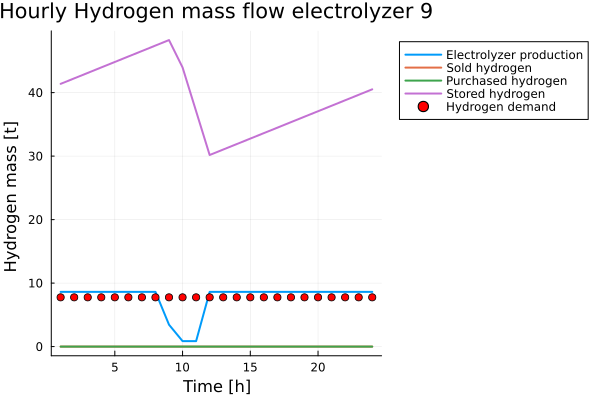 Hourly Hydrogen mass flow electrolyzer 9
Electrolyzer production
Sold hydrogen
Purchased hydrogen
Stored hydrogen
Hydrogen demand
Hydrogen mass [t]
40
30
20
10
0
5 10 15 20
Time [h]